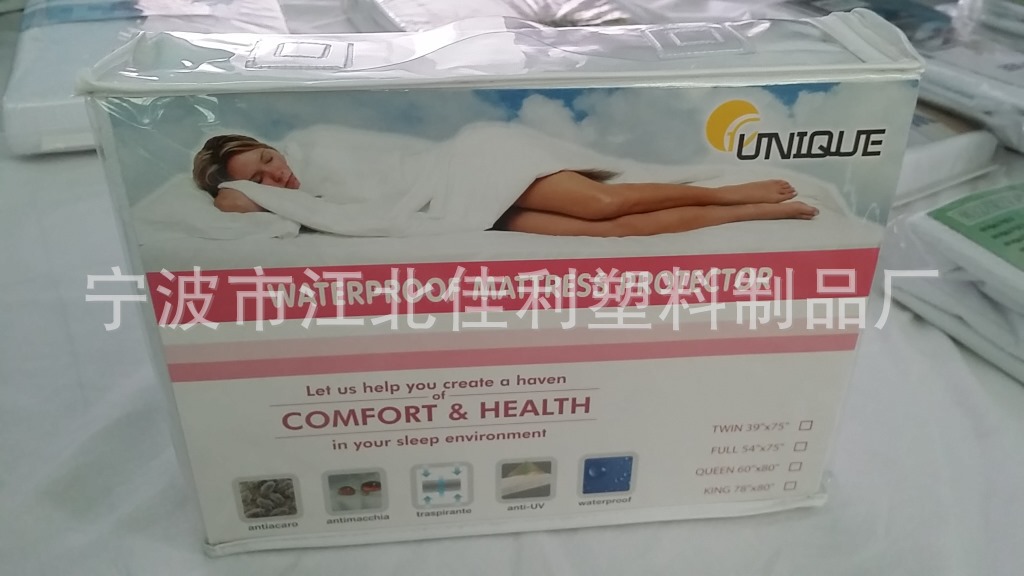 UNIQUE
WATERPROOF MATTRESS PROTECTOR
宁波市江北佳利塑料制品厂
Let us help you create a haven
of
COMFORT & HEALTH
in your sleep environment
TWIN 39"x75"
FULL 54"x75"
QUEEN 60"x80"
KING 78"x80"
antiacaro
antimacchia
traspirante
anti-UV
waterproof